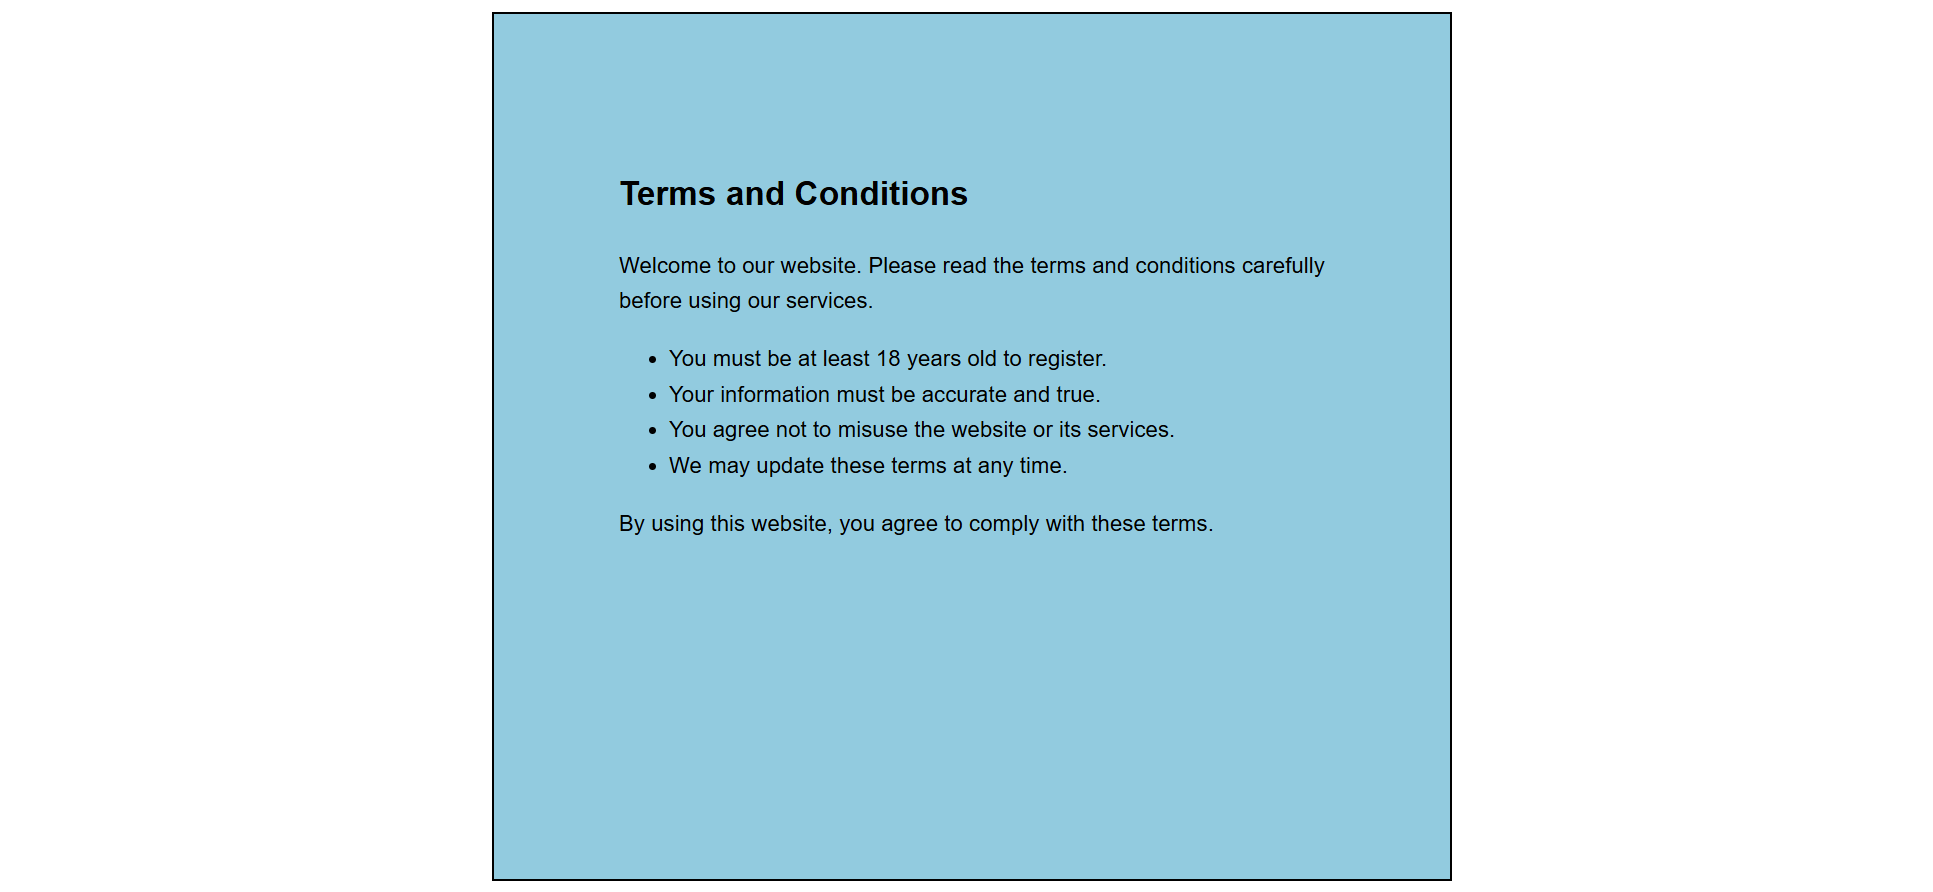 Terms and Conditions
Welcome to our website. Please read the terms and conditions carefully
before using our services.
• You must be at least 18 years old to register.
• Your information must be accurate and true.
• You agree not to misuse the website or its services.
• We may update these terms at any time.
By using this website, you agree to comply with these terms.